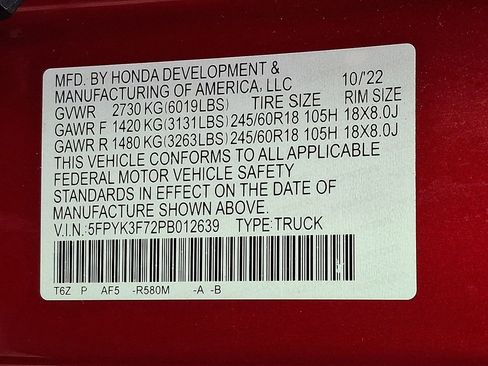 MFD. BY HONDA DEVELOPMENT &
MANUFACTURING OF AMERICA, LLC 10/'22
GVWR 2730 KG(6019LBS) TIRE SIZE RIM SIZE
GAWR F 1420 KG(3131LBS) 245/60R18 105H 18X8.0J
GAWR R 1480 KG(3263LBS) 245/60R18 105H 18X8.0J
THIS VEHICLE CONFORMS TO ALL APPLICABLE
FEDERAL MOTOR VEHICLE SAFETY
STANDARDS IN EFFECT ON THE DATE OF
MANUFACTURE SHOWN ABOVE.
V.I.N.: 5FPYK3F72PB012639 TYPE: TRUCK
T6Z P AF5 -R580M -A -B